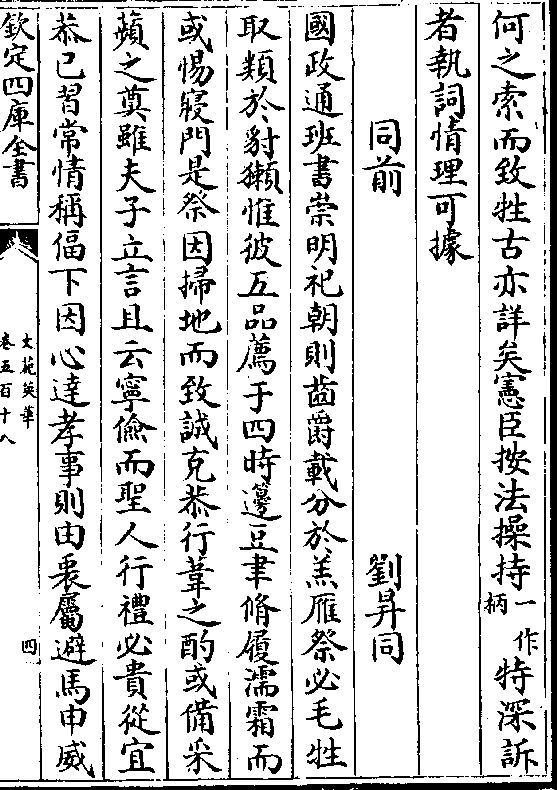 何之索而致牲古亦詳矣憲臣按法操持一作柄特深訴
者執詞情理可據
同前 劉昇同
國政通班書崇明祀朝則齒爵載分於羔雁祭必毛牲
取類於豺獺惟彼五品薦于四時籩豆聿脩履濡霜而
或惕寢門是祭因掃地而致誠克恭行葦之酌或備采
蘋之奠雖夫子立言且云寧儉而聖人行禮必貴從宜
恭已習常情稱偪下因心達孝事則由衷屬避馬申威
欽定四庫全書
文苑英華
卷五百十八
四